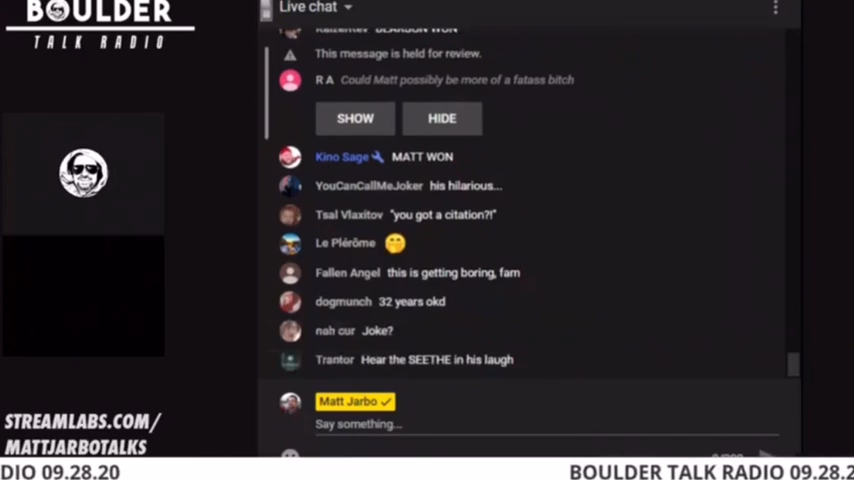 BOULDER
TALK RADIO
Live chat
BEARSON WON
This message is held for review.
R A Could Matt possibly be more of a fatass bitch
SHOW HIDE
Kino Sage MATT WON
YouCanCallMeJoker his hilarious...
Tsal Vlaxitov "you got a citation?!"
Le Plérôme 🤭
Fallen Angel this is getting boring, fam
dogmunch 32 years okd
nah cur Joke?
Trantor Hear the SEETHE in his laugh
Matt Jarbo ✓
Say something...
STREAMLABS.COM/
MATTJARBOTALKS
DIO 09.28.20 BOULDER TALK RADIO 09.28.2